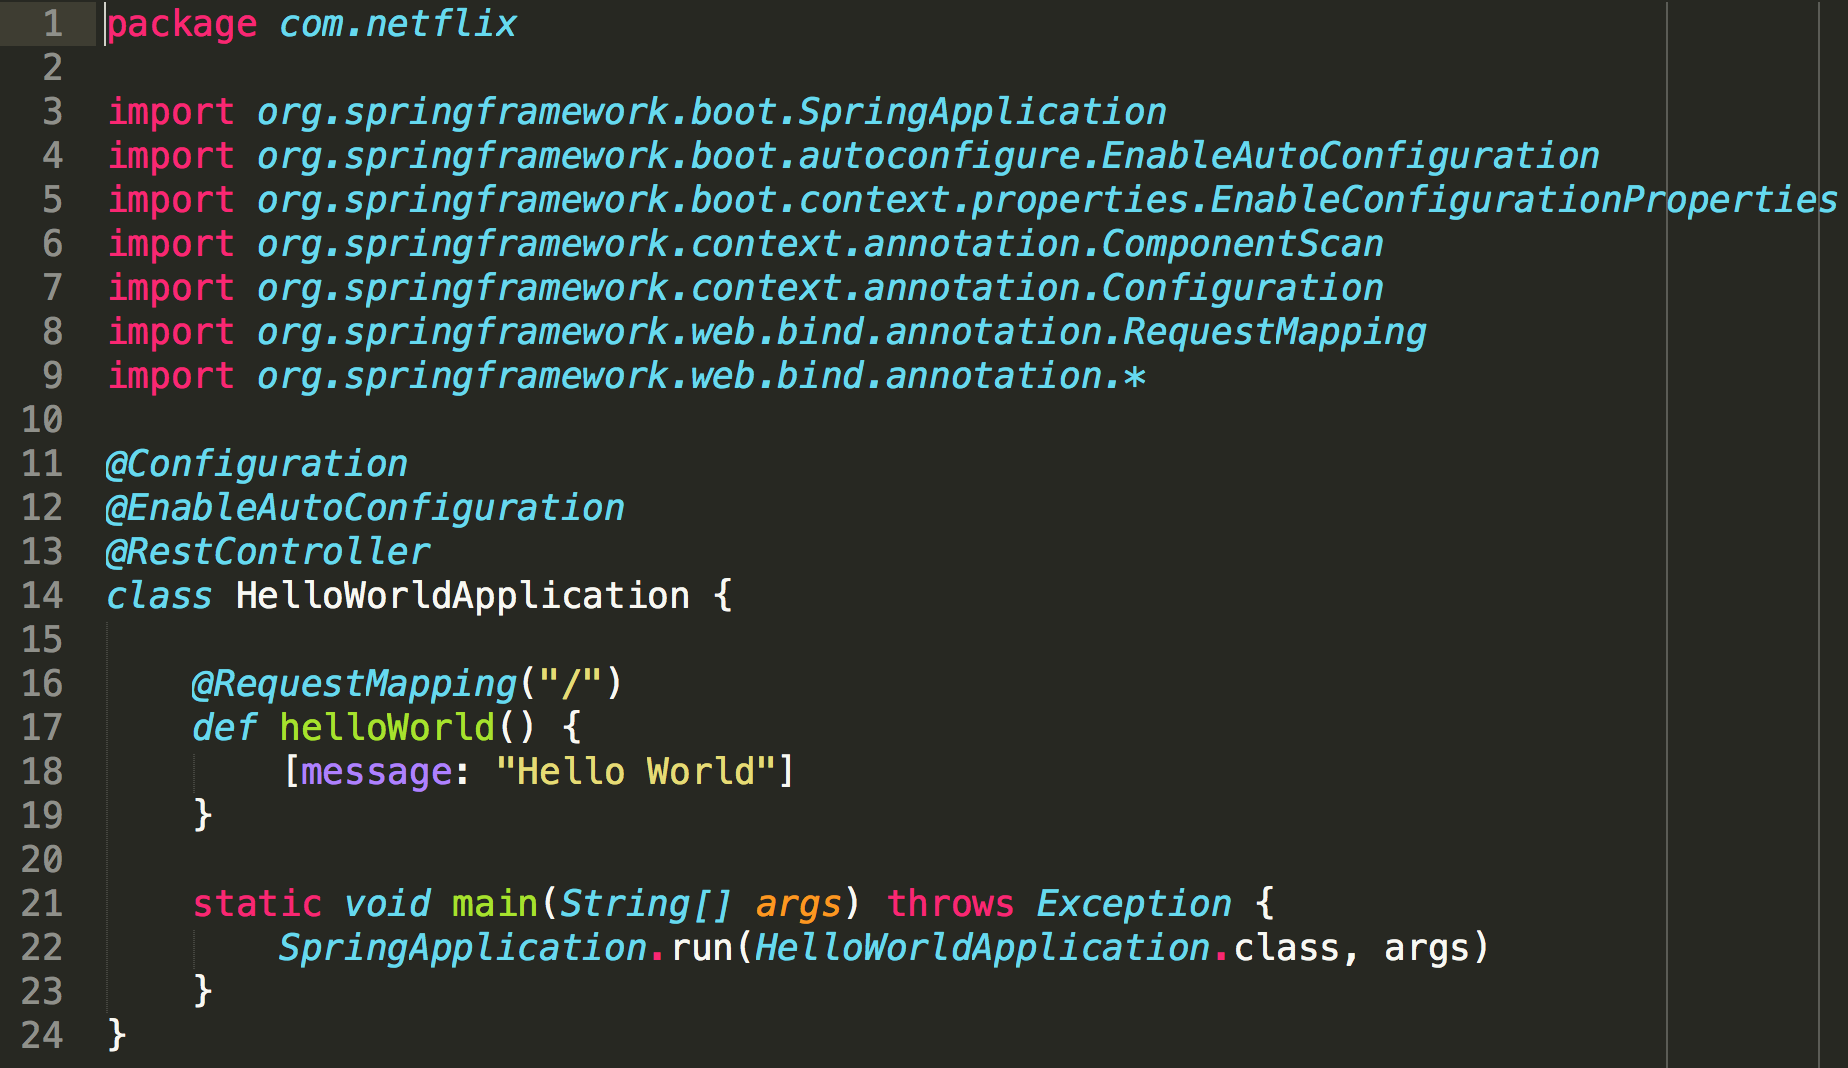 1 package com.netflix
2
3 import org.springframework.boot.SpringApplication
4 import org.springframework.boot.autoconfigure.EnableAutoConfiguration
5 import org.springframework.boot.context.properties.EnableConfigurationProperties
6 import org.springframework.context.annotation.ComponentScan
7 import org.springframework.context.annotation.Configuration
8 import org.springframework.web.bind.annotation.RequestMapping
9 import org.springframework.web.bind.annotation.*
10
11 @Configuration
12 @EnableAutoConfiguration
13 @RestController
14 class HelloWorldApplication {
15
16     @RequestMapping("/")
17     def helloWorld() {
18         [message: "Hello World"]
19     }
20
21     static void main(String[] args) throws Exception {
22         SpringApplication.run(HelloWorldApplication.class, args)
23     }
24 }